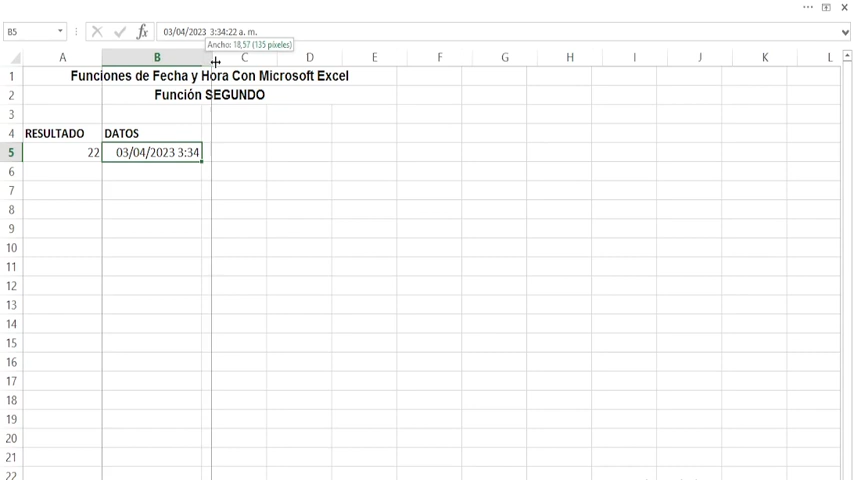 B5 fx 03/04/2023 3:34:22 a. m.
Ancho: 18,57 (135 píxeles)
A B C D E F G H I J K L
1 Funciones de Fecha y Hora Con Microsoft Excel
2 Función SEGUNDO
3
4 RESULTADO DATOS
5 22 03/04/2023 3:34
6
7
8
9
10
11
12
13
14
15
16
17
18
19
20
21
22